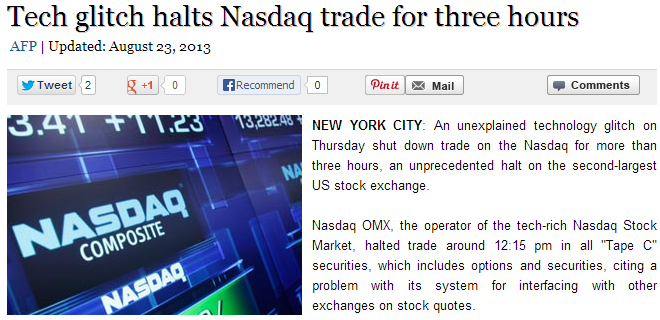 Tech glitch halts Nasdaq trade for three hours
AFP | Updated: August 23, 2013
Tweet 2 +1 0 Recommend 0 Pin it Mail Comments
3.41 +11.23 13,282.48
NASDAQ
COMPOSITE
NASDAQ
NA
%
NEW YORK CITY: An unexplained technology glitch on
Thursday shut down trade on the Nasdaq for more than
three hours, an unprecedented halt on the second-largest
US stock exchange.
Nasdaq OMX, the operator of the tech-rich Nasdaq Stock
Market, halted trade around 12:15 pm in all "Tape C"
securities, which includes options and securities, citing a
problem with its system for interfacing with other
exchanges on stock quotes.